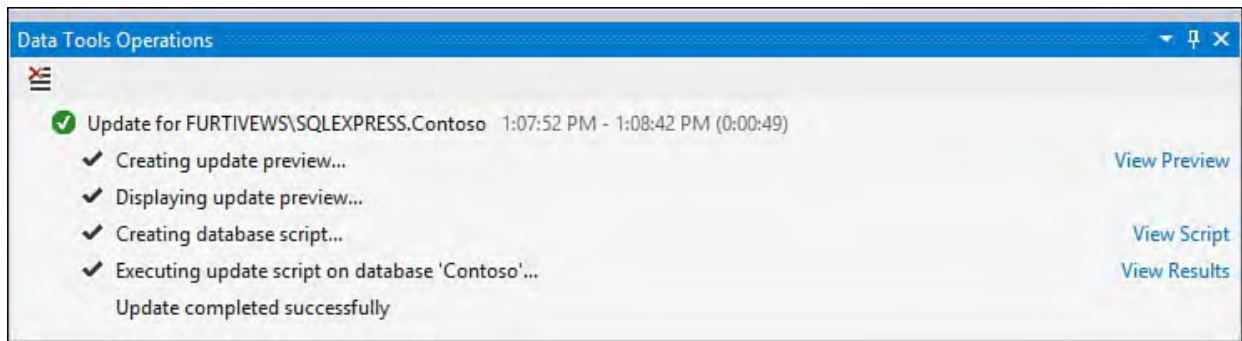 Data Tools Operations
Update for FURTIVEWS\SQLEXPRESS.Contoso 1:07:52 PM - 1:08:42 PM (0:00:49)
Creating update preview... View Preview
Displaying update preview...
Creating database script... View Script
Executing update script on database 'Contoso'... View Results
Update completed successfully